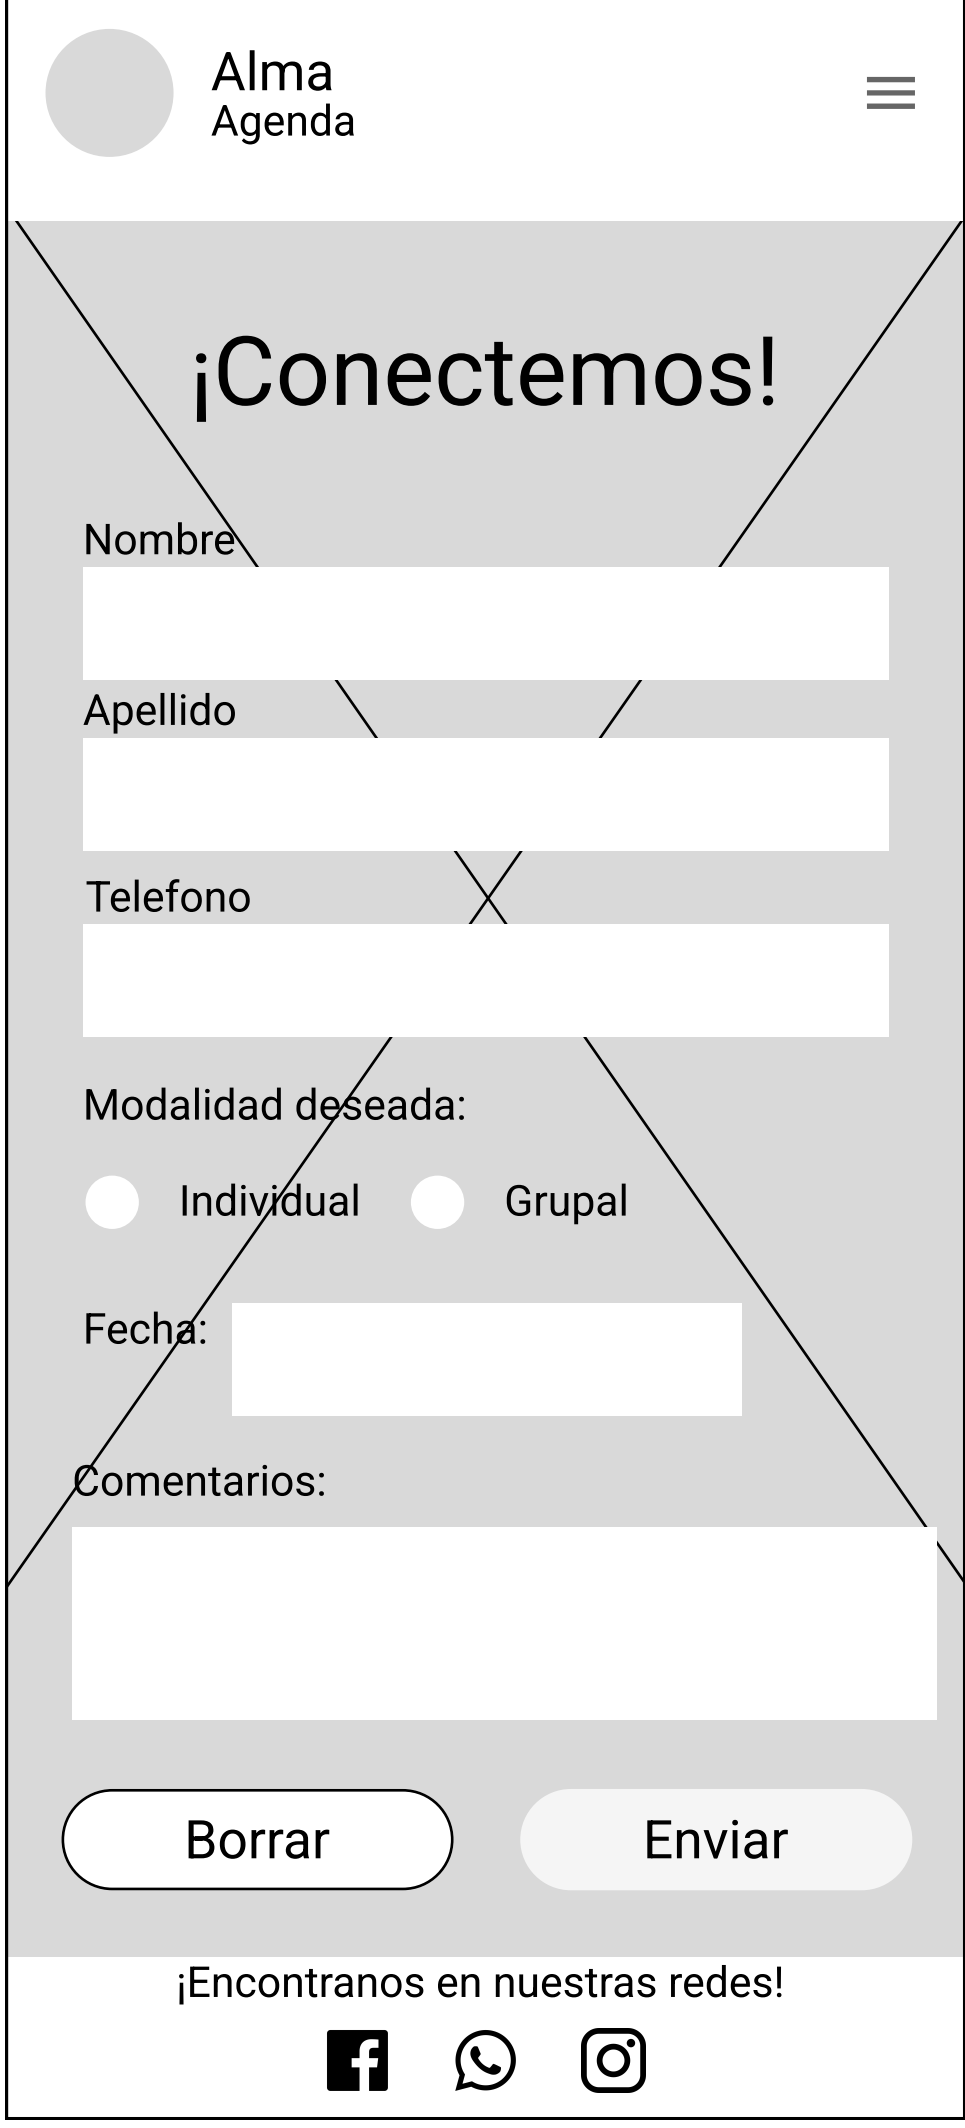 Alma
Agenda
¡Conectemos!
Nombre
Apellido
Telefono
Modalidad deseada:
Individual
Grupal
Fecha:
Comentarios:
Borrar
Enviar
¡Encontranos en nuestras redes!